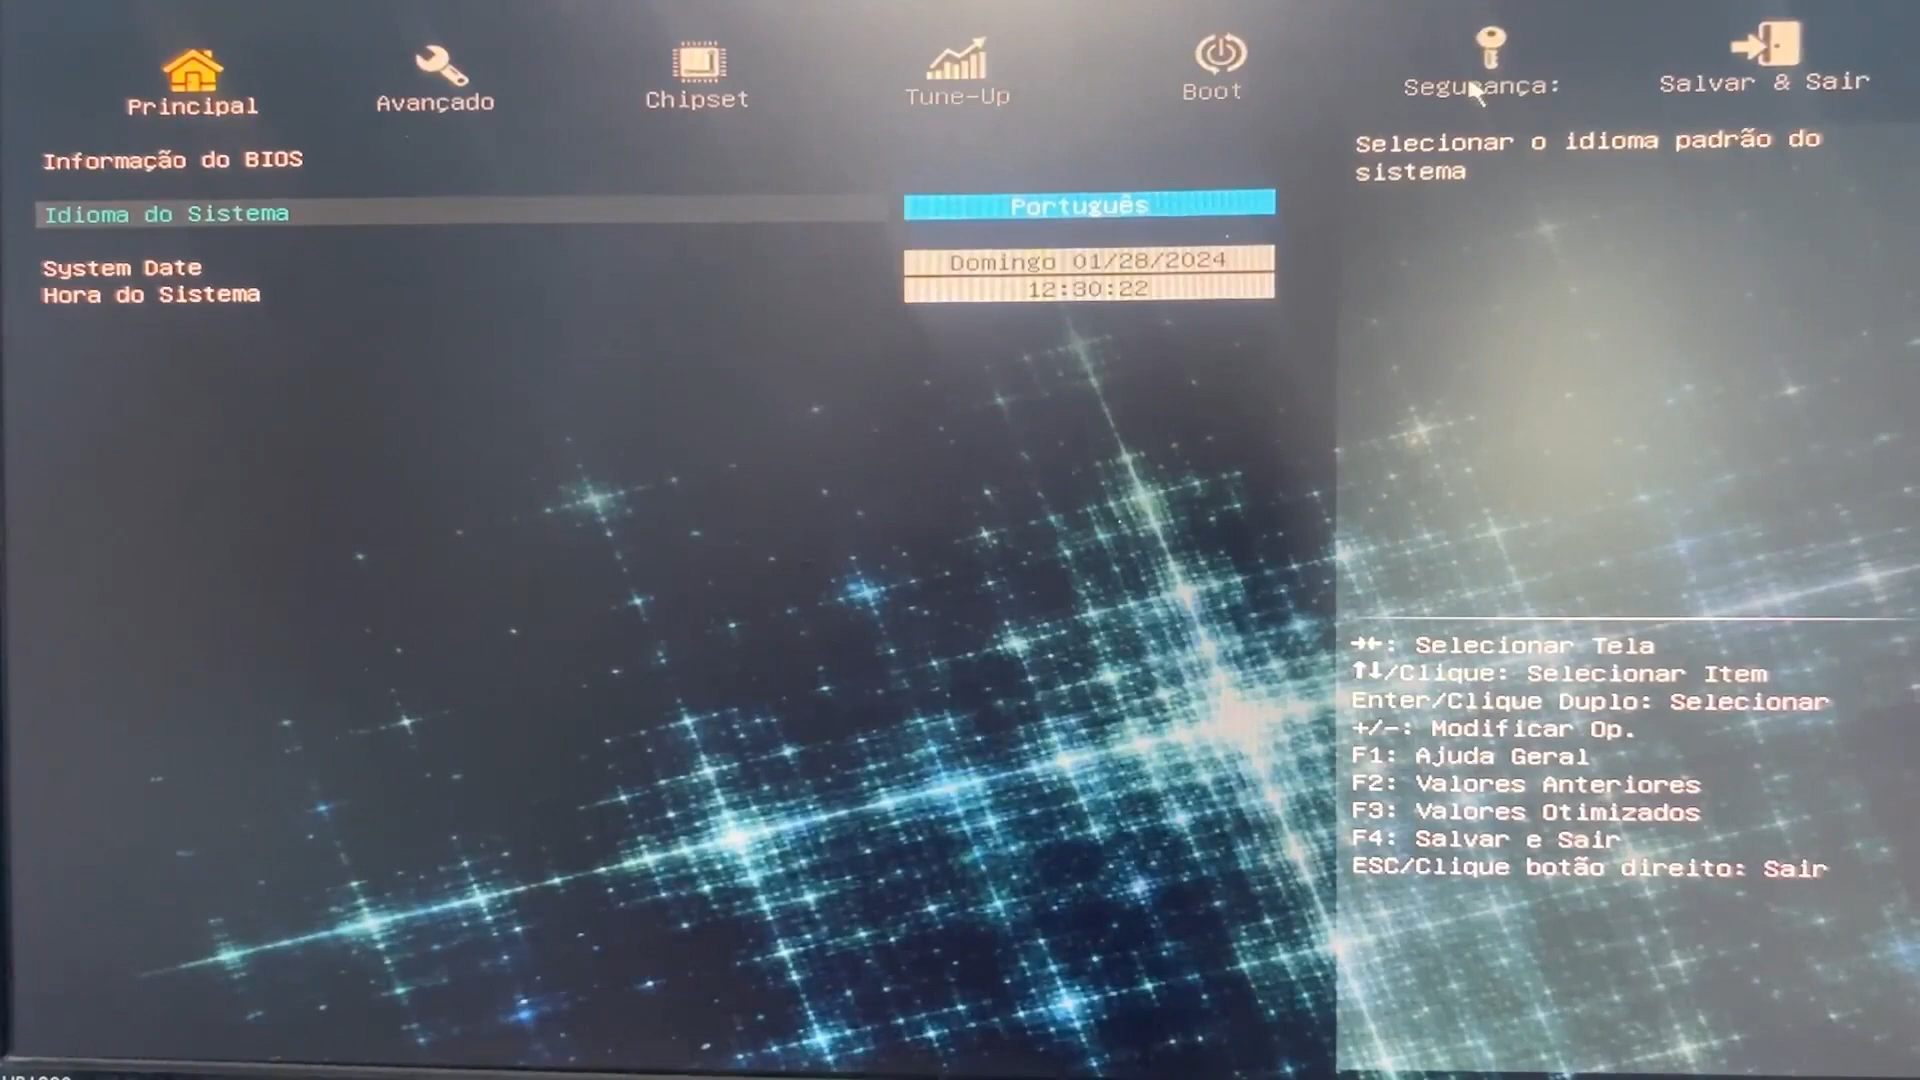 Principal
Avançado
Chipset
Tune-Up
Boot
Segurança:
Salvar & Sair
Informação do BIOS
Idioma do Sistema
Português
System Date
Domingo 01/28/2024
Hora do Sistema
12:30:22
Selecionar o idioma padrão do
sistema
→←: Selecionar Tela
↑↓/Clique: Selecionar Item
Enter/Clique Duplo: Selecionar
+/-: Modificar Op.
F1: Ajuda Geral
F2: Valores Anteriores
F3: Valores Otimizados
F4: Salvar e Sair
ESC/Clique botão direito: Sair